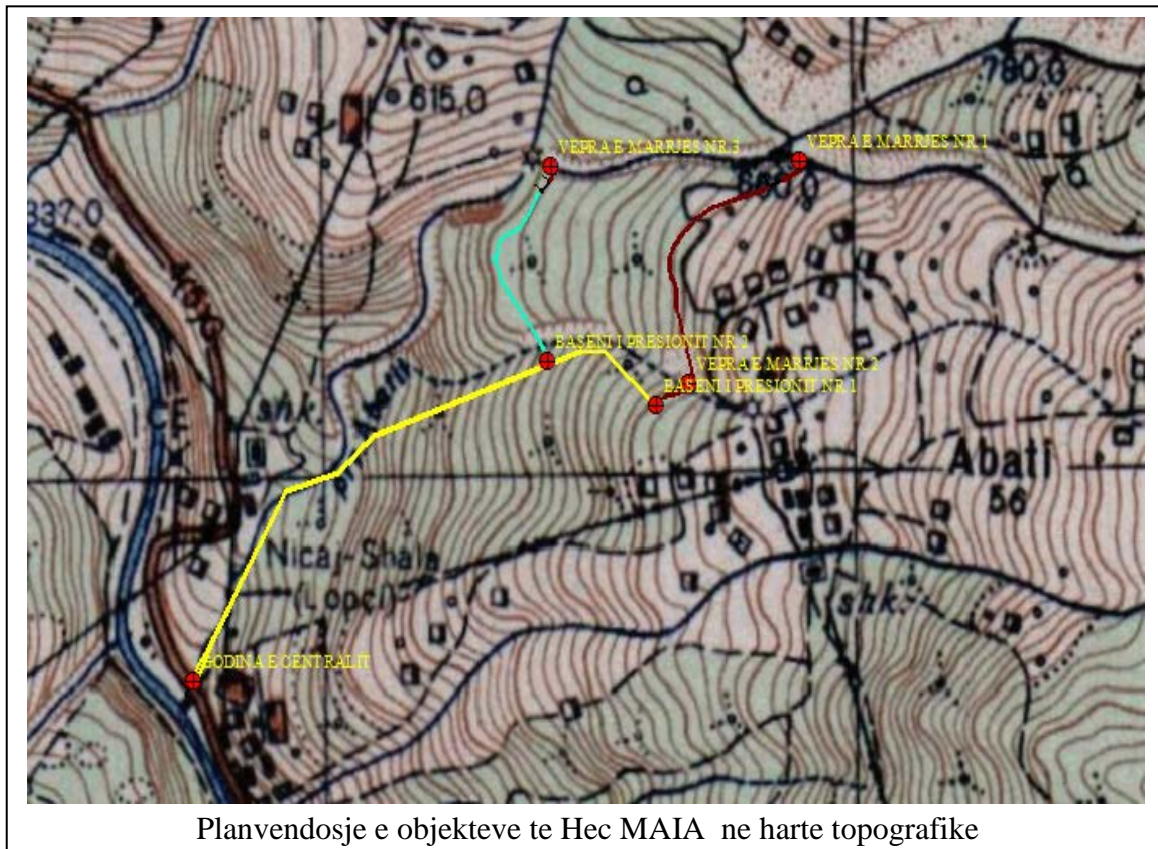 780.0
615,0
VEPRA E MARRJES NR.3
VEPRA E MARRJES NR.1
337.0
BASENI I PRESIONIT NR.2
VEPRA E MARRJES NR.2
BASENI I PRESIONIT NR.1
shk.
Abatit
Abati
56
Nicaj-Shala
(Lopci)
shk.
GODINA E CENTRALIT
Planvendosje e objekteve te Hec MAIA ne harte topografike